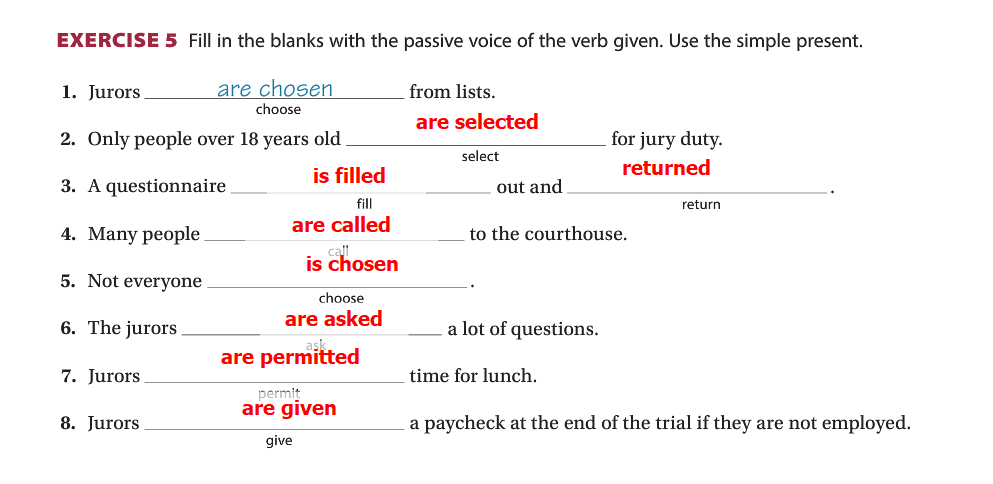 EXERCISE 5 Fill in the blanks with the passive voice of the verb given. Use the simple present.
1. Jurors are chosen from lists.
choose
2. Only people over 18 years old are selected for jury duty.
select
3. A questionnaire is filled out and returned .
fill return
4. Many people are called to the courthouse.
call
5. Not everyone is chosen .
choose
6. The jurors are asked a lot of questions.
ask
7. Jurors are permitted time for lunch.
permit
8. Jurors are given a paycheck at the end of the trial if they are not employed.
give